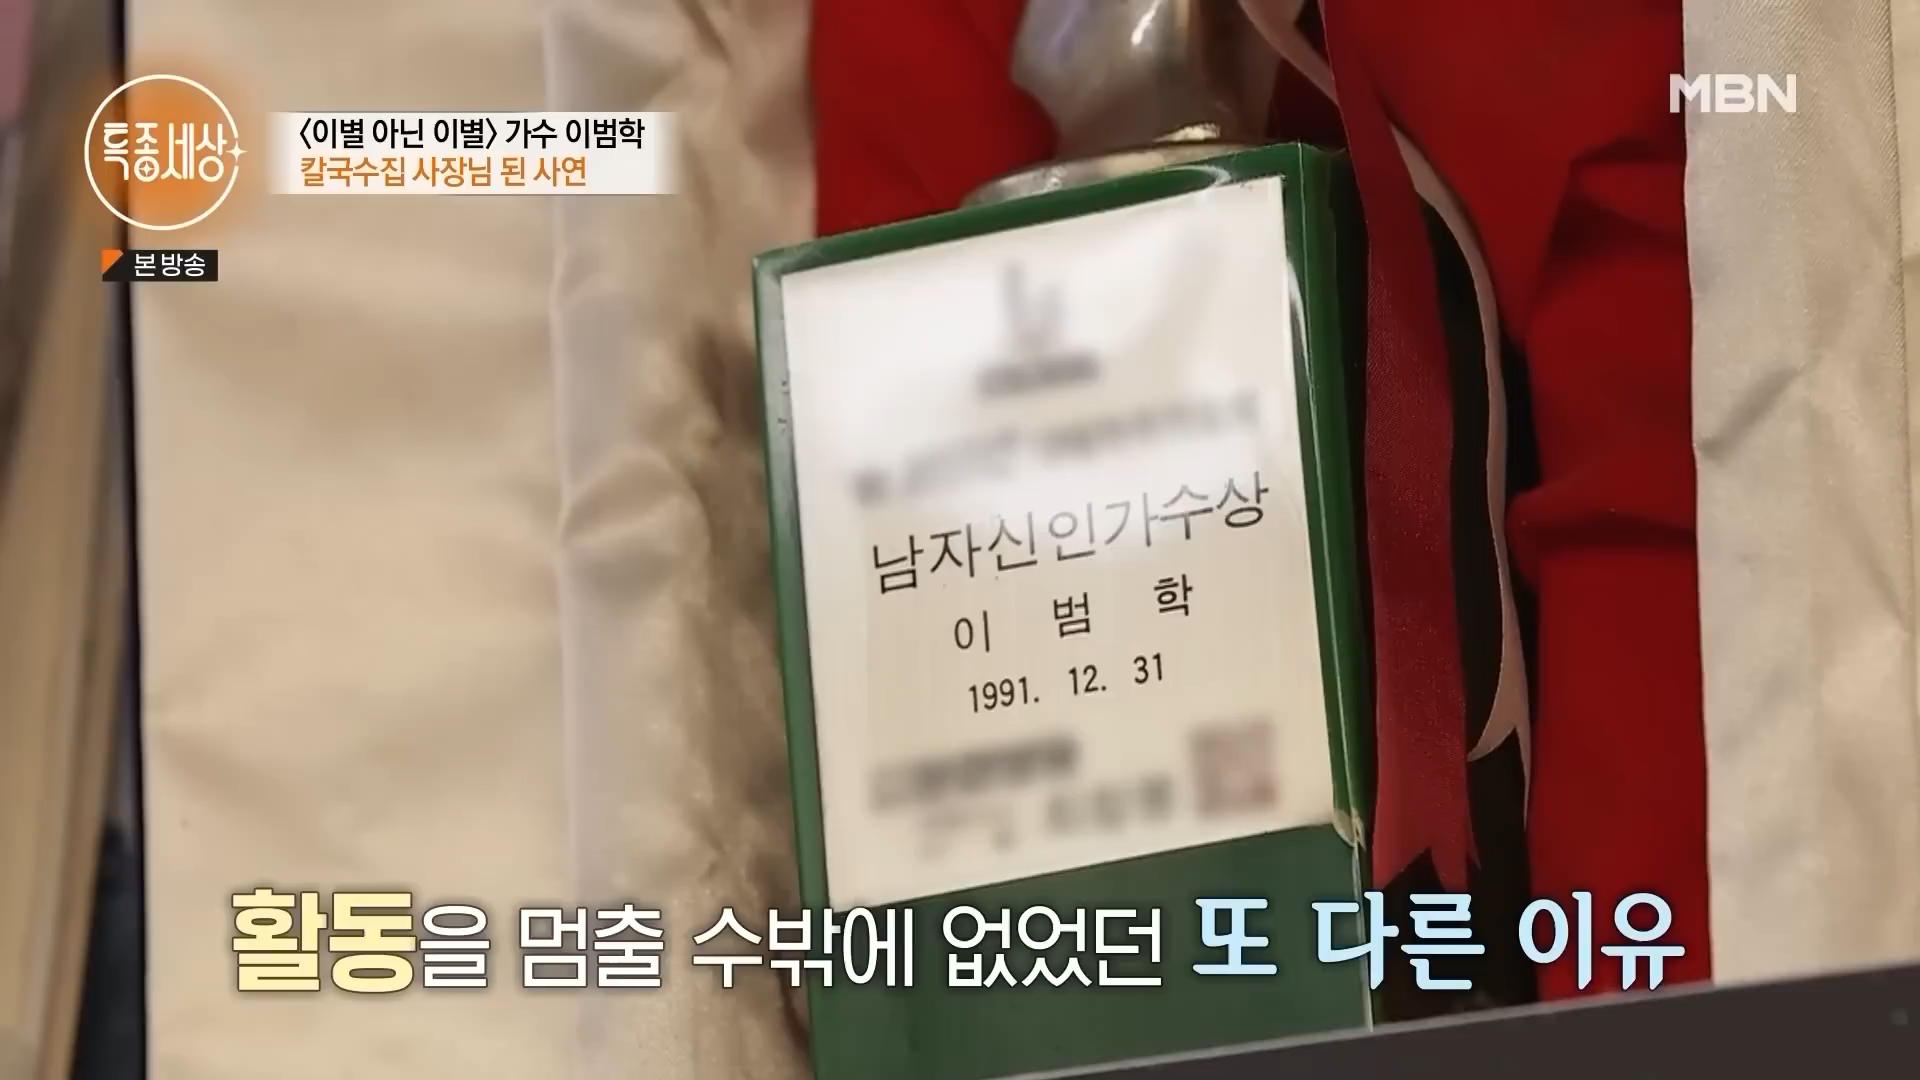 특종세상
<이별 아닌 이별> 가수 이범학
칼국수집 사장님 된 사연
본 방송
MBN
남자신인가수상
이 범 학
1991. 12. 31
활동을 멈출 수밖에 없었던 또 다른 이유